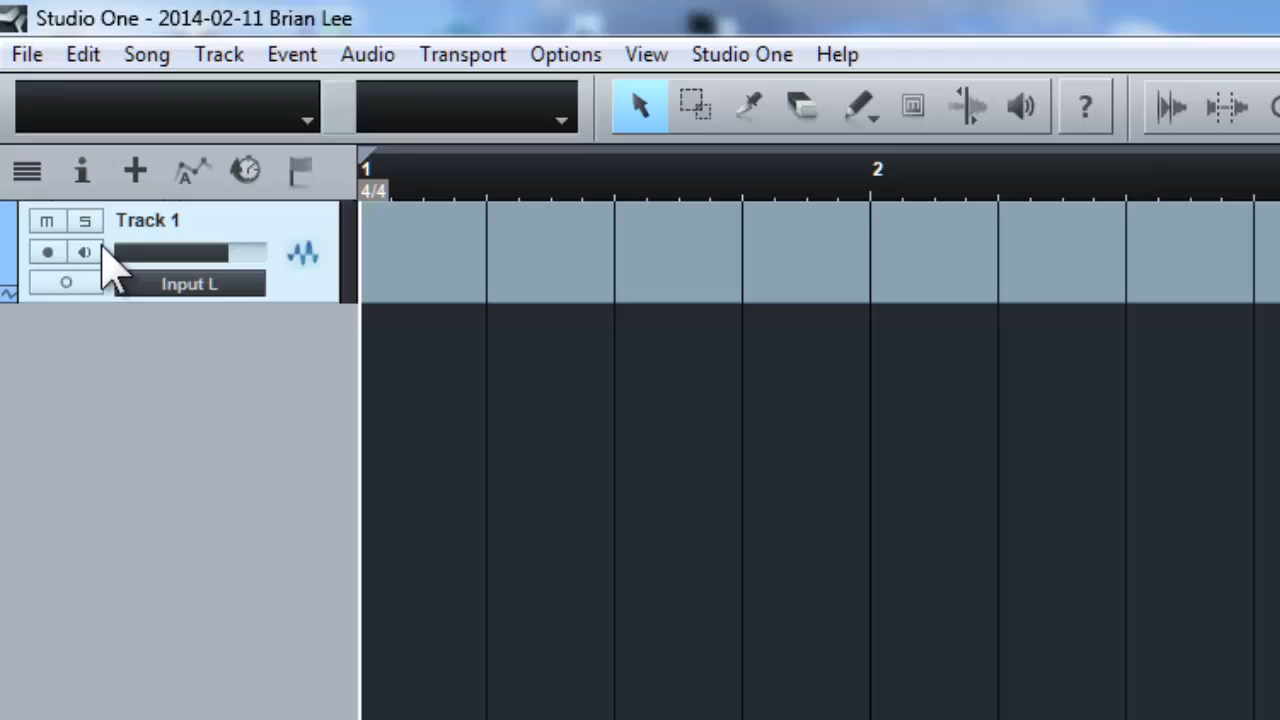 Studio One - 2014-02-11 Brian Lee
File Edit Song Track Event Audio Transport Options View Studio One Help
?
i A
1 2
4/4
m S Track 1
Input L